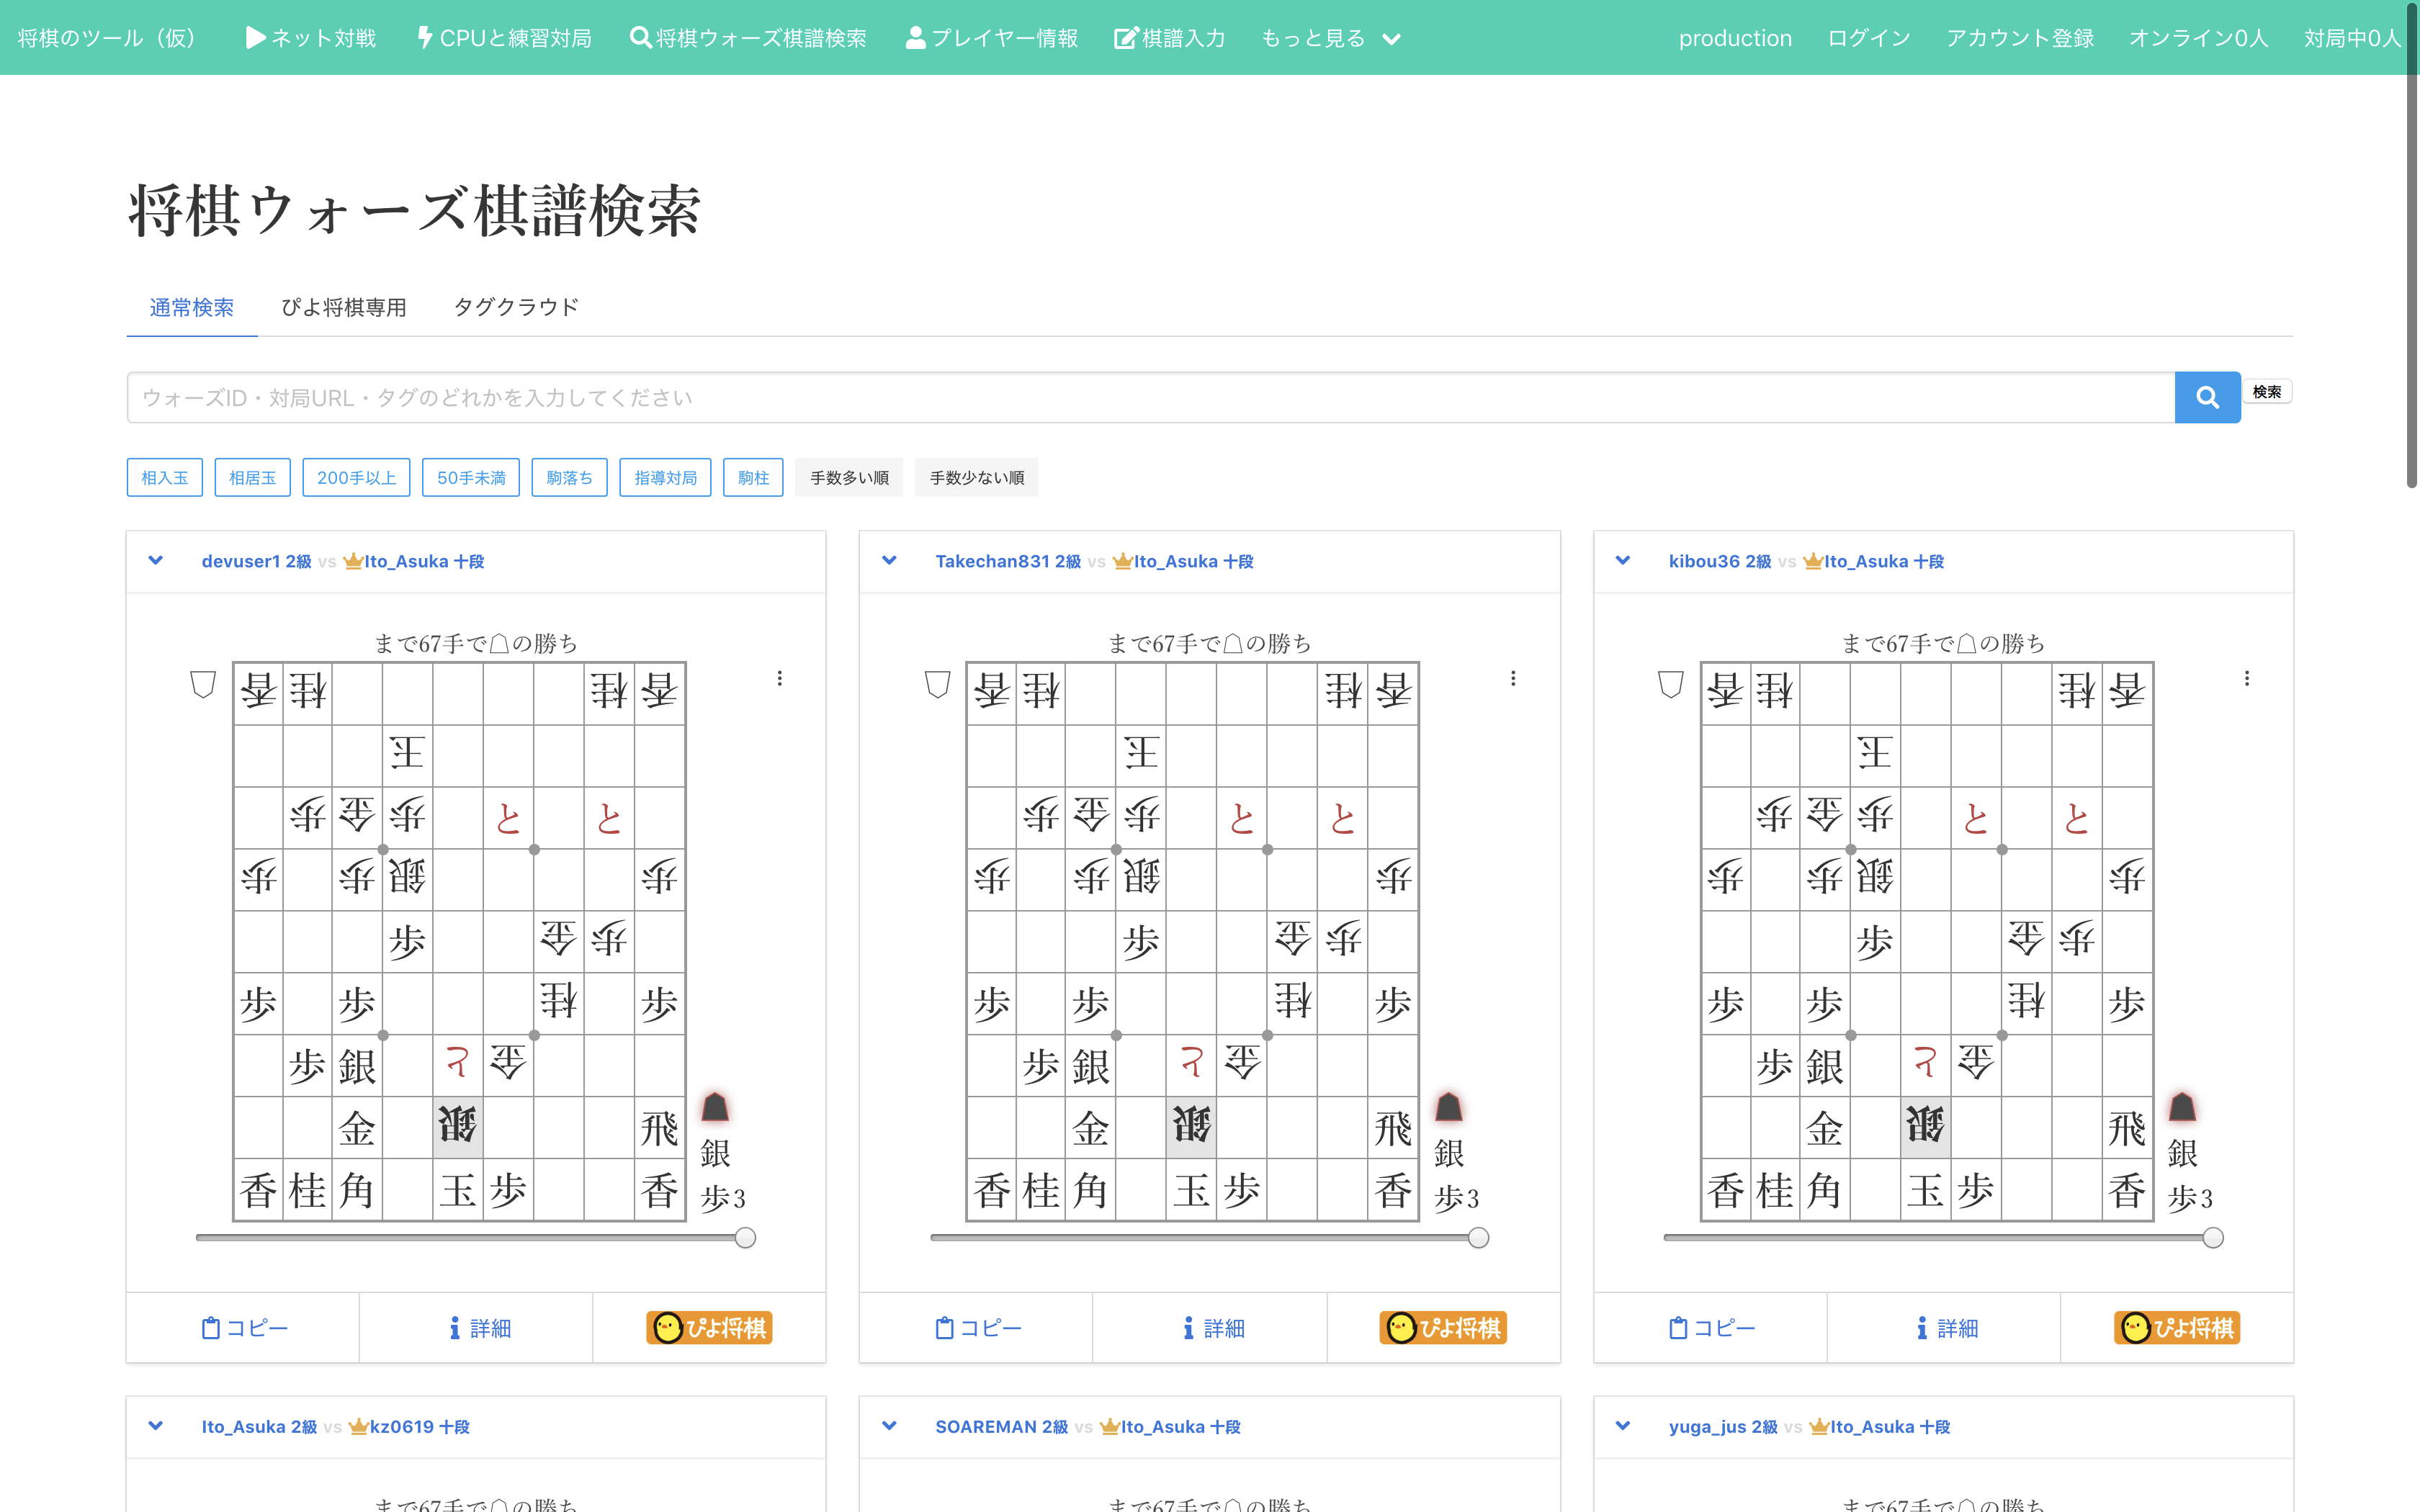 将棋のツール（仮） ネット対戦 CPUと練習対局 将棋ウォーズ棋譜検索 プレイヤー情報 棋譜入力 もっと見る production ログイン アカウント登録 オンライン0人 対局中0人
将棋ウォーズ棋譜検索
通常検索 ぴよ将棋専用 タグクラウド
ウォーズID・対局URL・タグのどれかを入力してください 検索
相入玉 相居玉 200手以上 50手未満 駒落ち 指導対局 駒柱 手数多い順 手数少ない順
devuser1 2級 vs Ito_Asuka 十段
まで67手で☖の勝ち
香 桂 桂 香
王
歩 金 歩 と と
歩 歩 銀 歩
歩 金 歩
歩 歩 桂 歩
歩 銀 と 金
金 銀 飛
香 桂 角 玉 歩 香
銀
歩3
コピー 詳細 ぴよ将棋
Takechan831 2級 vs Ito_Asuka 十段
まで67手で☖の勝ち
香 桂 桂 香
王
歩 金 歩 と と
歩 歩 銀 歩
歩 金 歩
歩 歩 桂 歩
歩 銀 と 金
金 銀 飛
香 桂 角 玉 歩 香
銀
歩3
コピー 詳細 ぴよ将棋
kibou36 2級 vs Ito_Asuka 十段
まで67手で☖の勝ち
香 桂 桂 香
王
歩 金 歩 と と
歩 歩 銀 歩
歩 金 歩
歩 歩 桂 歩
歩 銀 と 金
金 銀 飛
香 桂 角 玉 歩 香
銀
歩3
コピー 詳細 ぴよ将棋
Ito_Asuka 2級 vs kz0619 十段
まで67手で☖の勝ち
SOAREMAN 2級 vs Ito_Asuka 十段
まで67手で☖の勝ち
yuga_jus 2級 vs Ito_Asuka 十段
まで67手で☖の勝ち